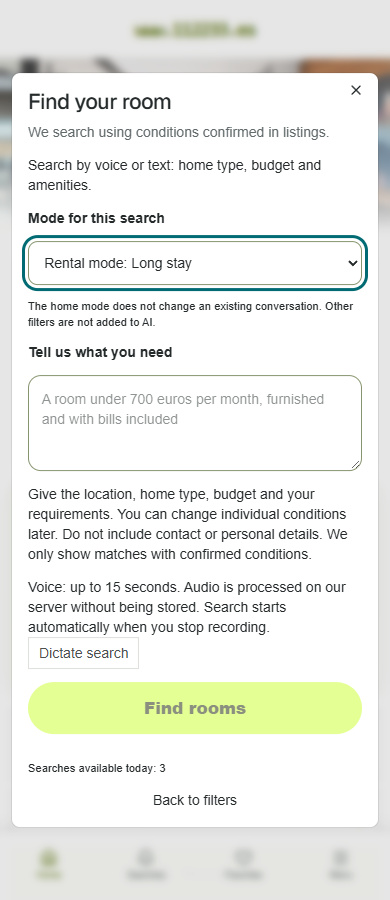 Find your room
We search using conditions confirmed in listings.
Search by voice or text: home type, budget and
amenities.
Mode for this search
Rental mode: Long stay
The home mode does not change an existing conversation. Other
filters are not added to AI.
Tell us what you need
A room under 700 euros per month, furnished
and with bills included
Give the location, home type, budget and your
requirements. You can change individual conditions
later. Do not include contact or personal details. We
only show matches with confirmed conditions.
Voice: up to 15 seconds. Audio is processed on our
server without being stored. Search starts
automatically when you stop recording.
Dictate search
Find rooms
Searches available today: 3
Back to filters